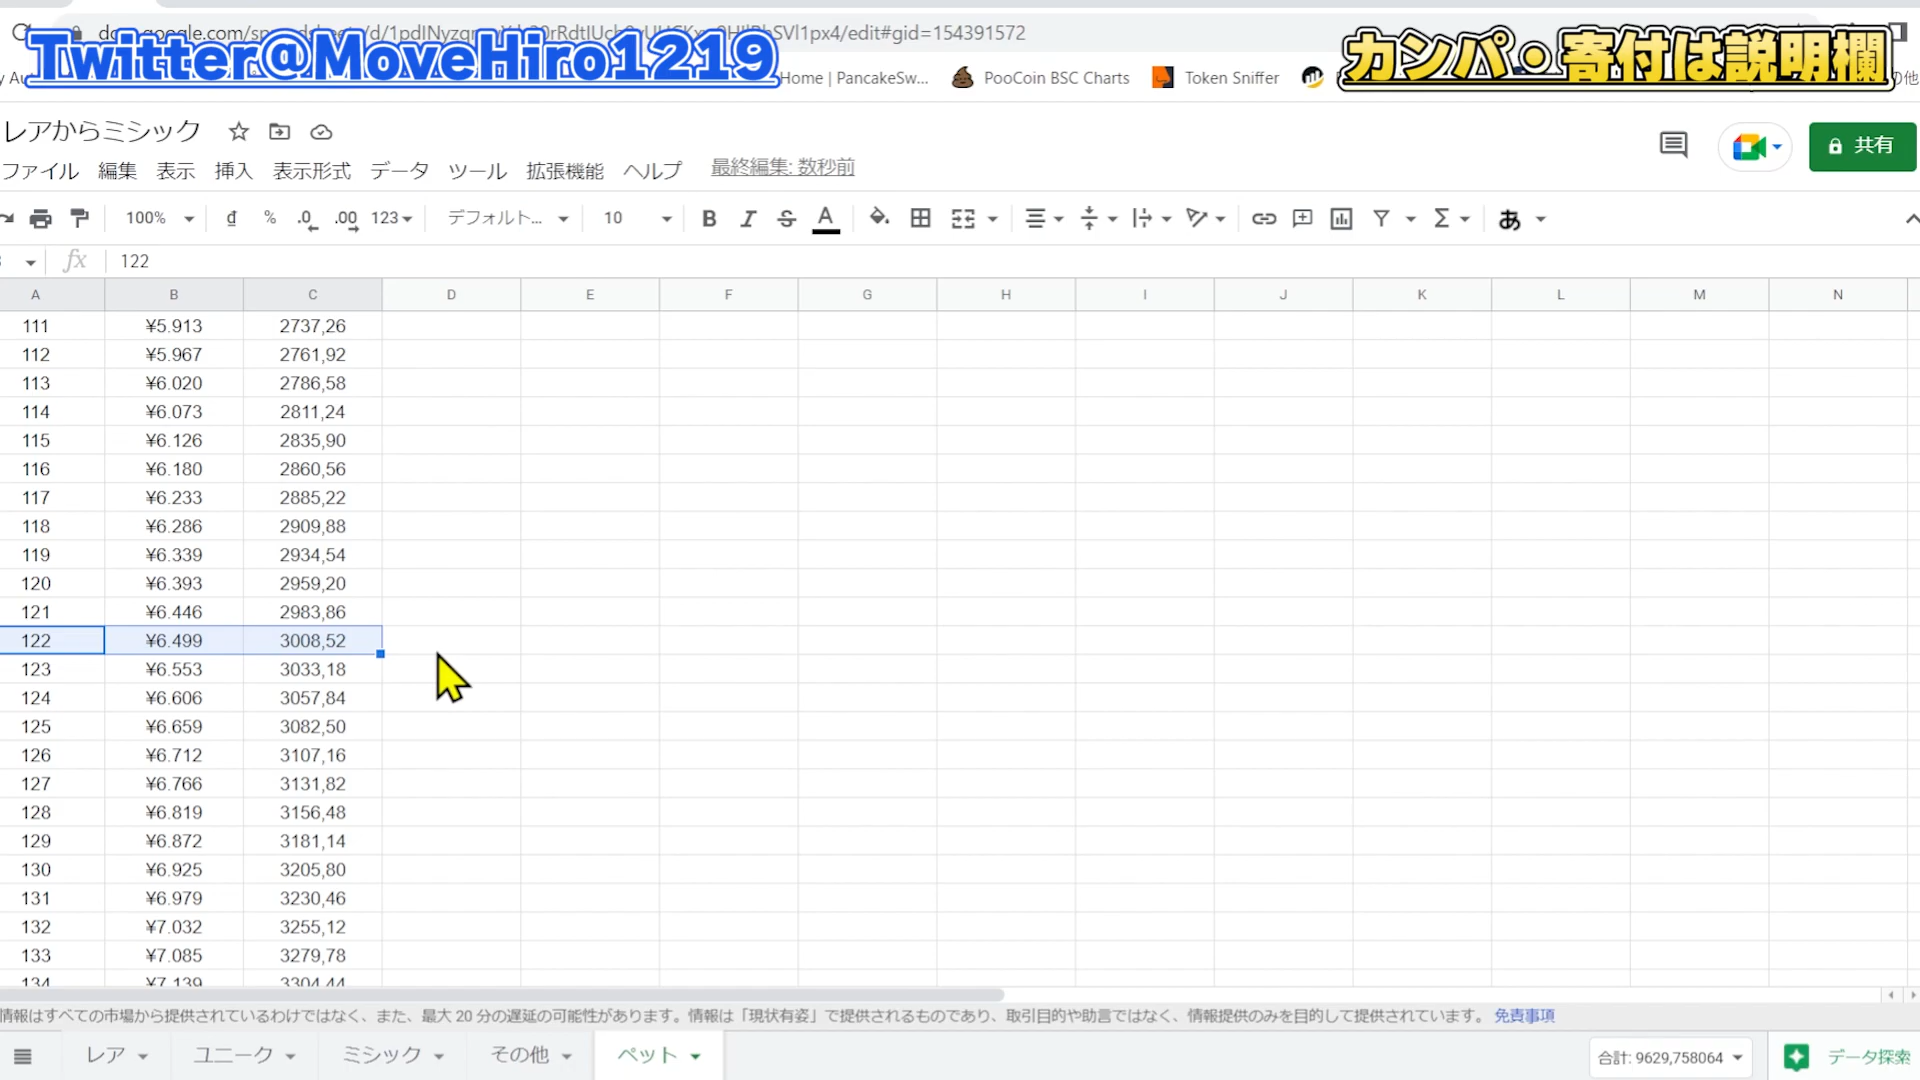 Twitter@MoveHiro1219
カンパ・寄付は説明欄
/edit#gid=154391572
Home | PancakeSw...
PooCoin BSC Charts
Token Sniffer
の他
レアからミシック
ファイル 編集 表示 挿入 表示形式 データ ツール 拡張機能 ヘルプ 最終編集: 数秒前
共有
100% ₫ % .0 .00 123 デフォルト... 10 B I S A あ
fx 122
A B C D E F G H I J K L M N
111 ¥5.913 2737,26
112 ¥5.967 2761,92
113 ¥6.020 2786,58
114 ¥6.073 2811,24
115 ¥6.126 2835,90
116 ¥6.180 2860,56
117 ¥6.233 2885,22
118 ¥6.286 2909,88
119 ¥6.339 2934,54
120 ¥6.393 2959,20
121 ¥6.446 2983,86
122 ¥6.499 3008,52
123 ¥6.553 3033,18
124 ¥6.606 3057,84
125 ¥6.659 3082,50
126 ¥6.712 3107,16
127 ¥6.766 3131,82
128 ¥6.819 3156,48
129 ¥6.872 3181,14
130 ¥6.925 3205,80
131 ¥6.979 3230,46
132 ¥7.032 3255,12
133 ¥7.085 3279,78
134 ¥7.139 3304,44
情報はすべての市場から提供されているわけではなく、また、最大 20 分の遅延の可能性があります。情報は「現状有姿」で提供されるものであり、取引目的や助言ではなく、情報提供のみを目的として提供されています。 免責事項
レア ユニーク ミシック その他 ペット 合計: 9629,758064 データ探索